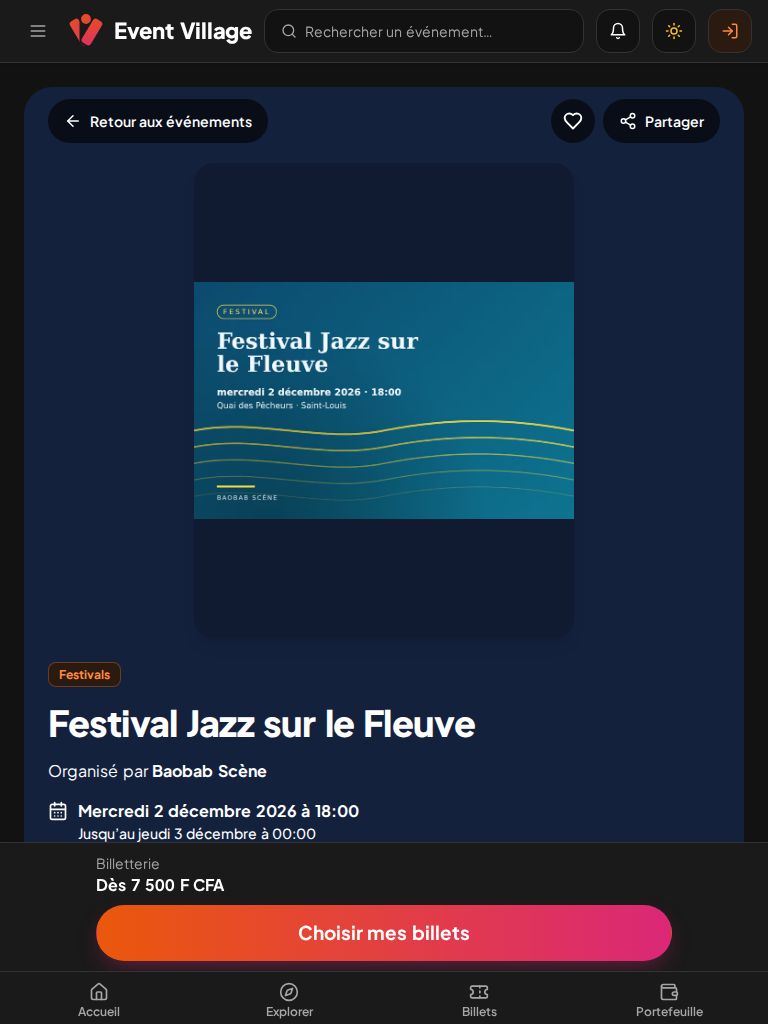 Event Village
Rechercher un événement...
Retour aux événements
Partager
FESTIVAL
Festival Jazz sur
le Fleuve
mercredi 2 décembre 2026 · 18:00
Quai des Pêcheurs · Saint-Louis
BAOBAB SCÈNE
Festivals
Festival Jazz sur le Fleuve
Organisé par Baobab Scène
Mercredi 2 décembre 2026 à 18:00
Jusqu'au jeudi 3 décembre à 00:00
Billetterie
Dès 7 500 F CFA
Choisir mes billets
Accueil
Explorer
Billets
Portefeuille